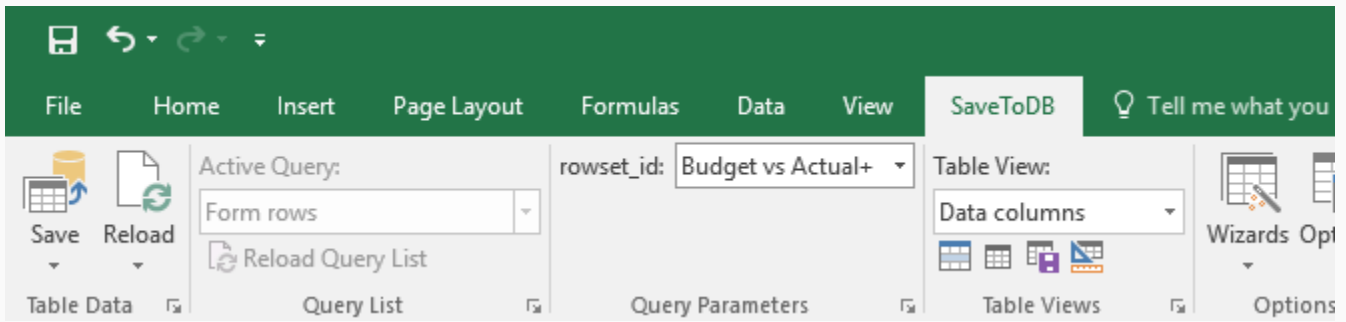 File Home Insert Page Layout Formulas Data View SaveToDB Tell me what you
Active Query: rowset_id: Budget vs Actual+ Table View:
Form rows Data columns
Save Reload Wizards
Reload Query List
Table Data Query List Query Parameters Table Views Options